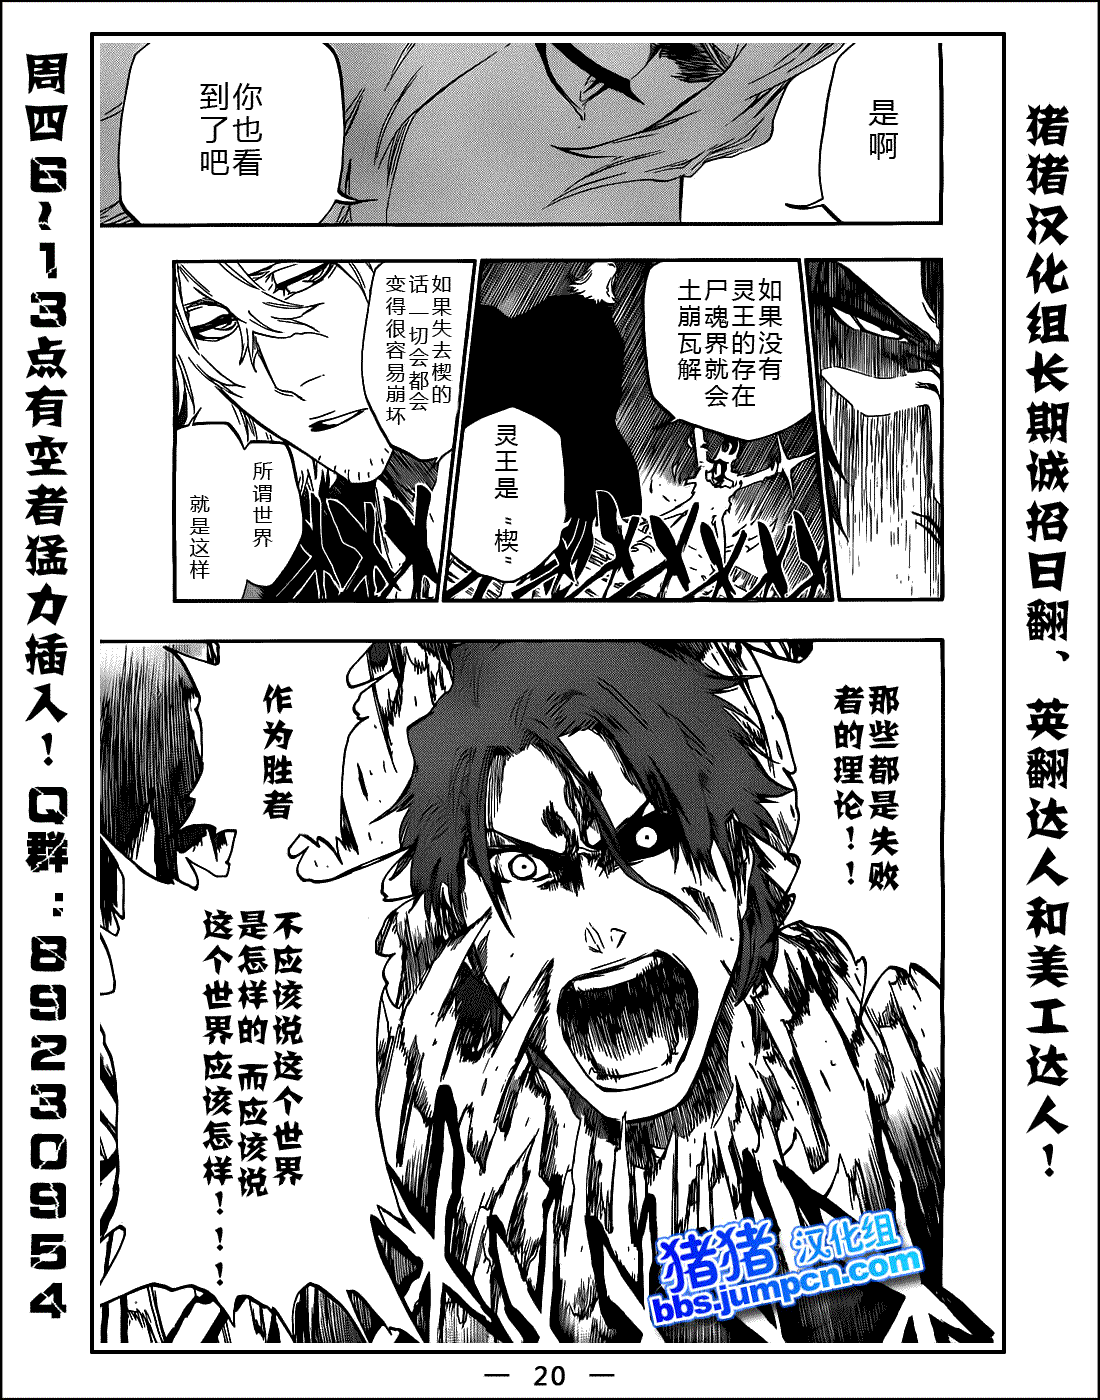 猪猪汉化组长期诚招日翻、英翻达人和美工达人！
是
啊
你
也
看
到
了
吧
如果没有
灵王的存在
尸魂界就会
土崩瓦解
灵王是“楔”
如果失去楔的
话一切会都会
变得很容易崩坏
所谓世界
就是这样
那些都是失败
者的理论！！
作为胜者
不应该说这个世界
是怎样的 而应该说
这个世界应该怎样！！！
猪猪 汉化组
bbs.jumpcn.com.
周四6~13点有空者猛力插入！Q群：892330954
— 20 —